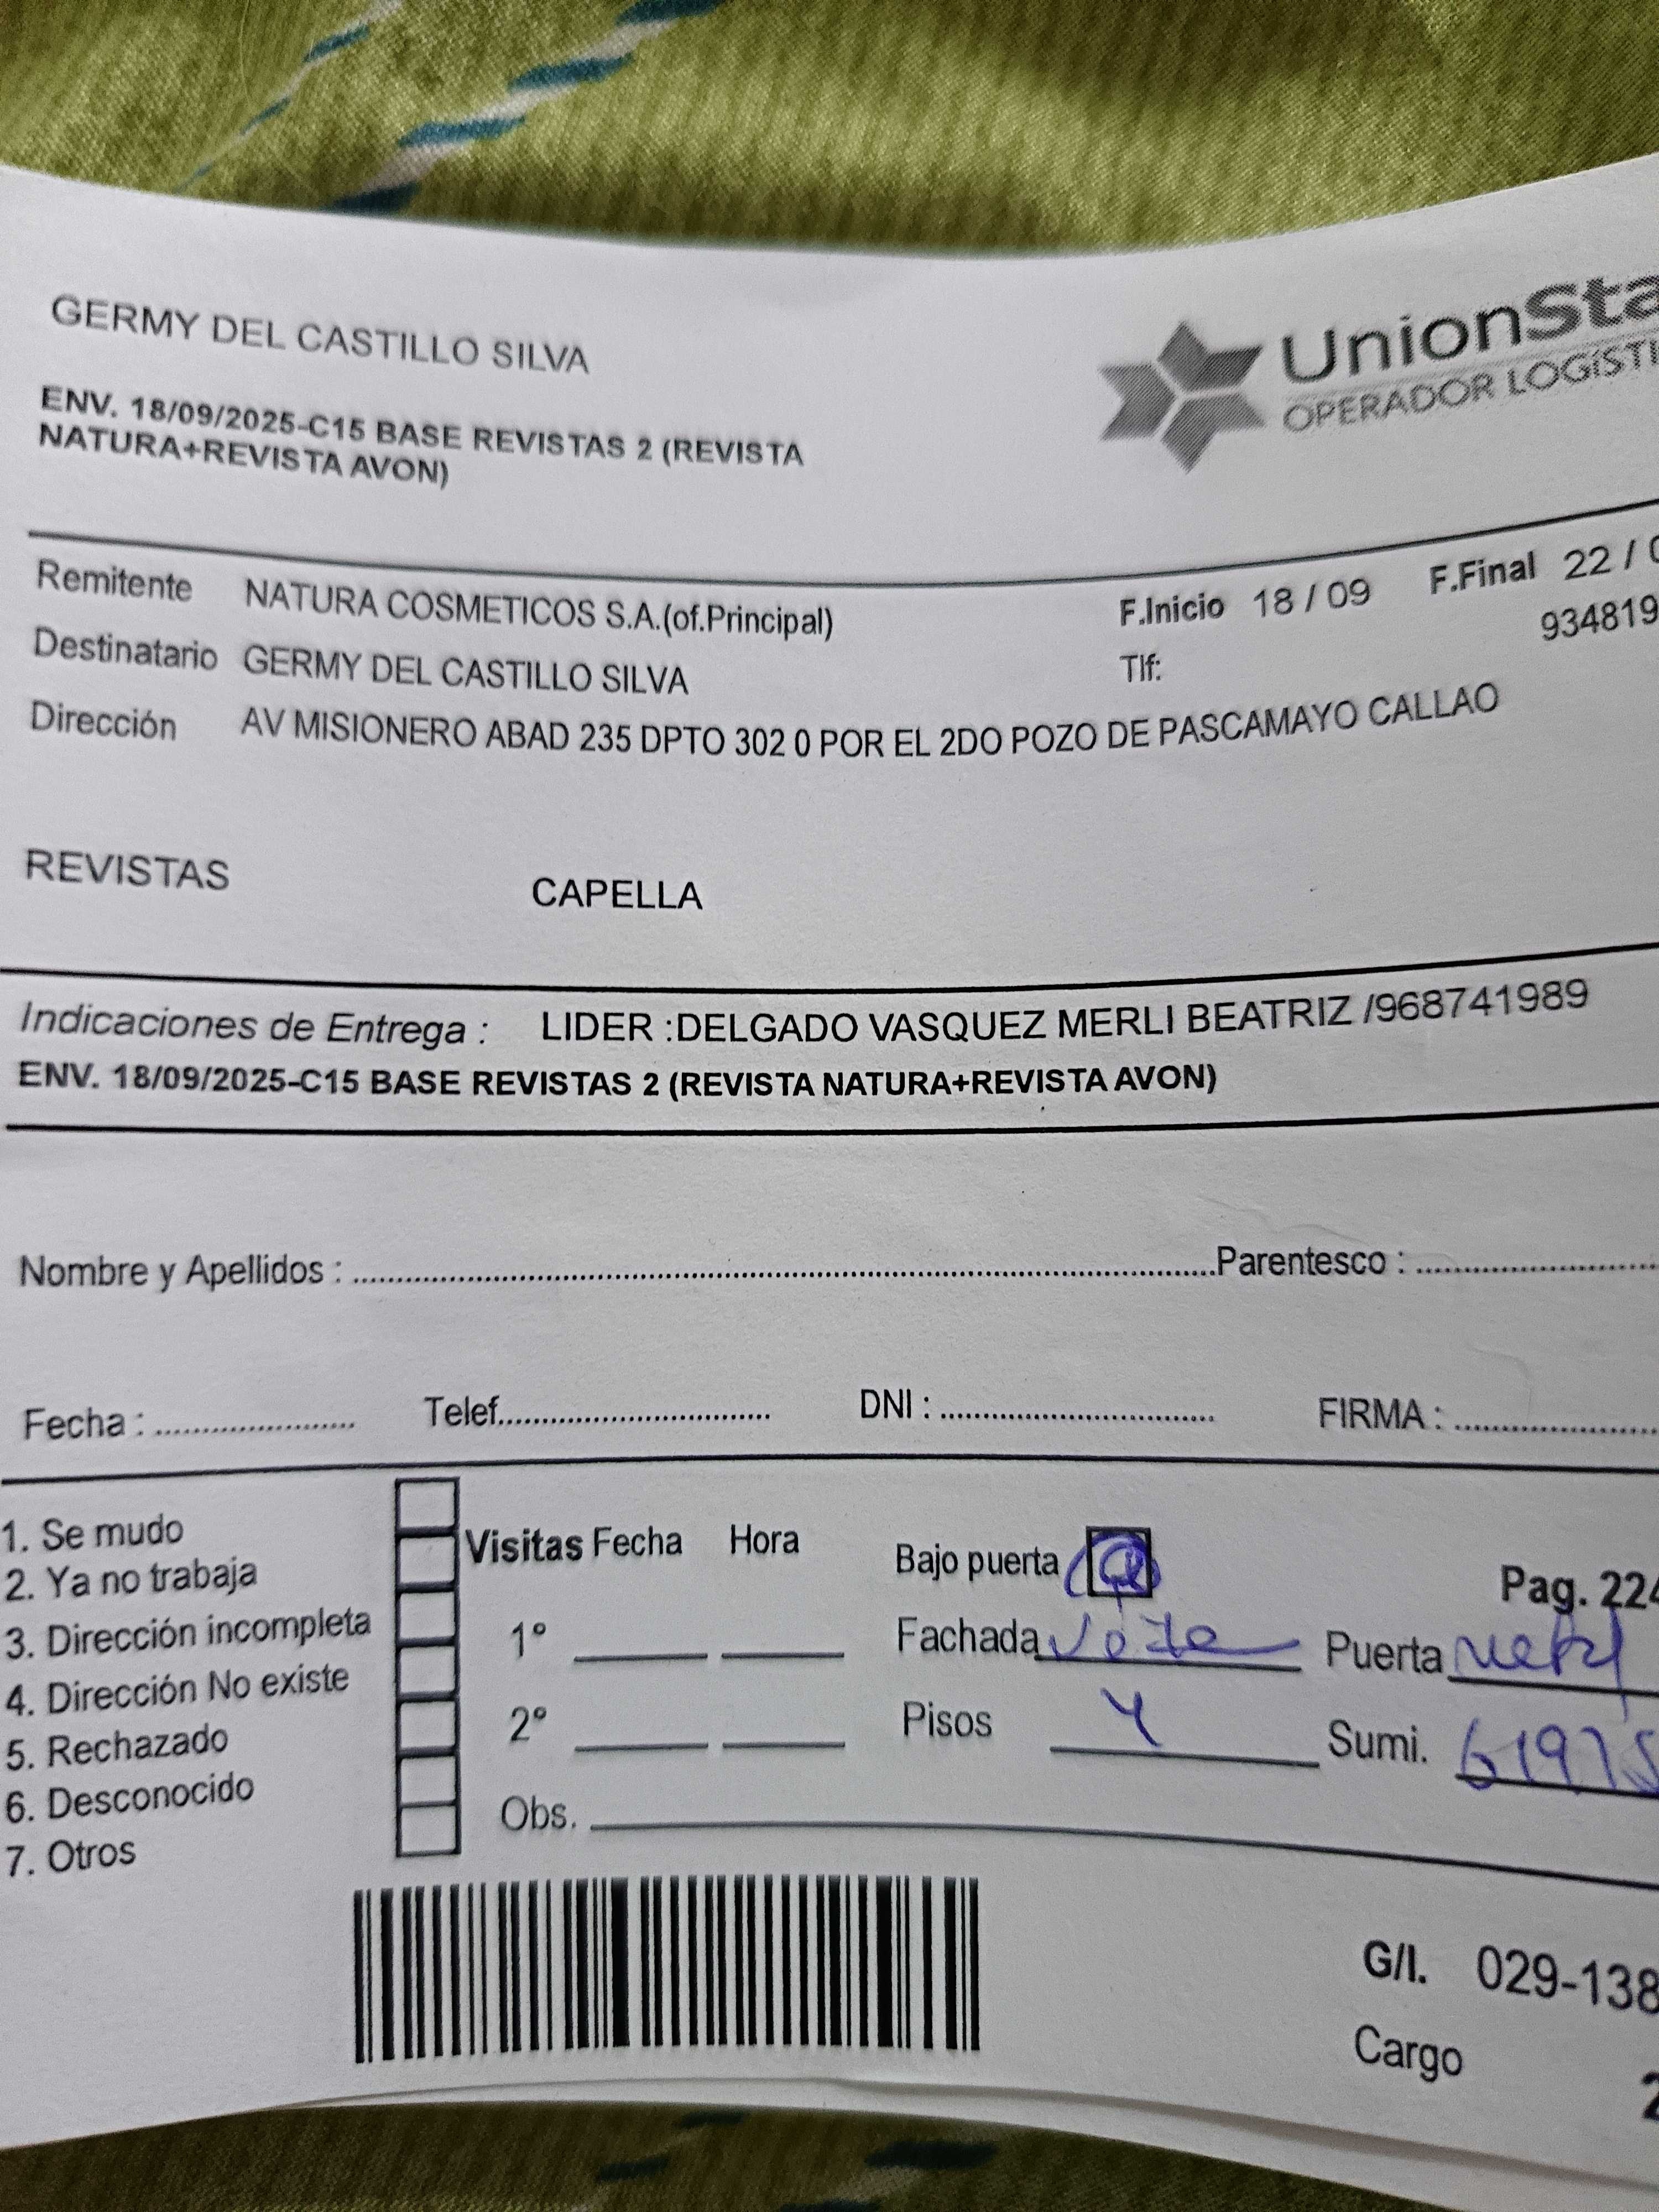 GERMY DEL CASTILLO SILVA
UnionSta
OPERADOR LOGÍSTI
ENV. 18/09/2025-C15 BASE REVISTAS 2 (REVISTA
NATURA+REVISTA AVON)
Remitente NATURA COSMETICOS S.A.(of.Principal) F.Inicio 18 / 09 F.Final 22 / 0
934819
Destinatario GERMY DEL CASTILLO SILVA Tlf:
Dirección AV MISIONERO ABAD 235 DPTO 302 0 POR EL 2DO POZO DE PASCAMAYO CALLAO
REVISTAS CAPELLA
Indicaciones de Entrega : LIDER :DELGADO VASQUEZ MERLI BEATRIZ /968741989
ENV. 18/09/2025-C15 BASE REVISTAS 2 (REVISTA NATURA+REVISTA AVON)
Nombre y Apellidos : Parentesco :
Fecha : Telef. DNI : FIRMA :
1. Se mudo
2. Ya no trabaja
3. Dirección incompleta
4. Dirección No existe
5. Rechazado
6. Desconocido
7. Otros
Visitas Fecha Hora
1°
2°
Obs.
Bajo puerta
Fachada
Pisos 4
Pag. 224
Puerta
Sumi. 61975
G/I. 029-138
Cargo
2